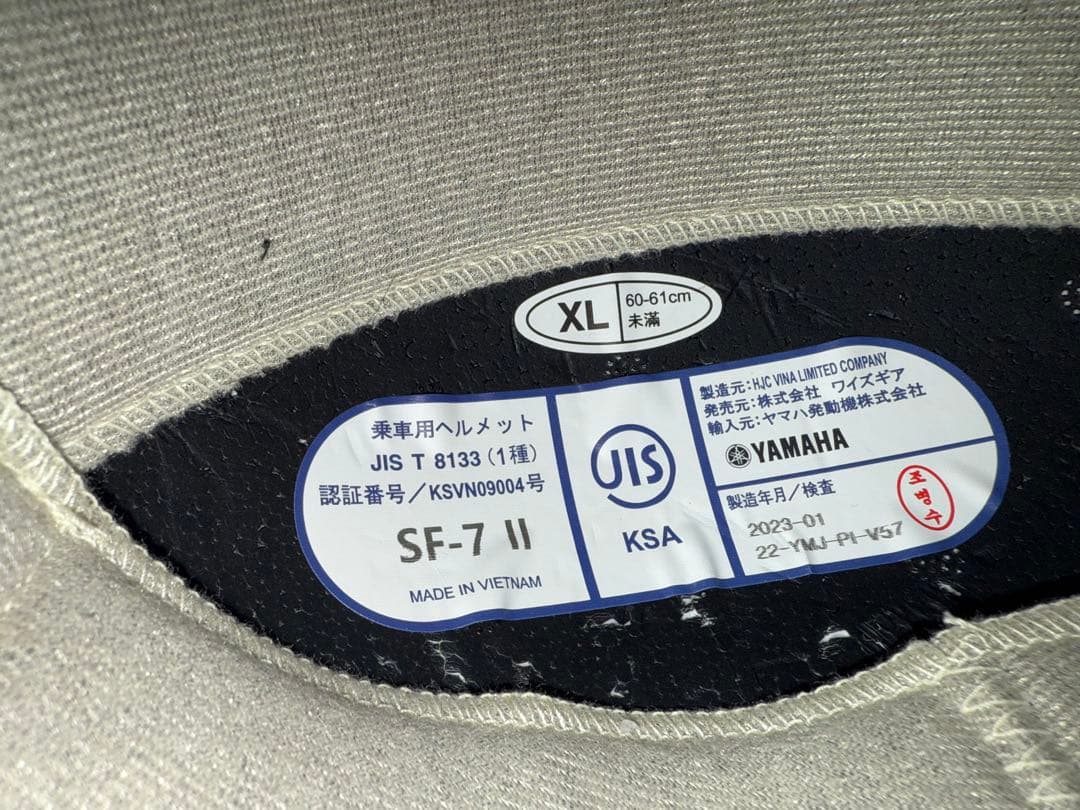 XL
60-61cm
未満
乗車用ヘルメット
JIS T 8133 (1種)
認証番号/KSVN09004号
SF-7 II
MADE IN VIETNAM
JIS
KSA
製造元:HJC VINA LIMITED COMPANY
発売元:株式会社 ワイズギア
輸入元:ヤマハ発動機株式会社
YAMAHA
製造年月/検査
2023-01
22-YMJ-PI-V57
조병수